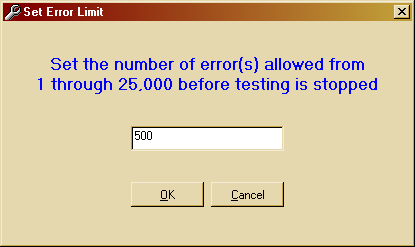 Set Error Limit
Set the number of error(s) allowed from
1 through 25,000 before testing is stopped
500
OK
Cancel